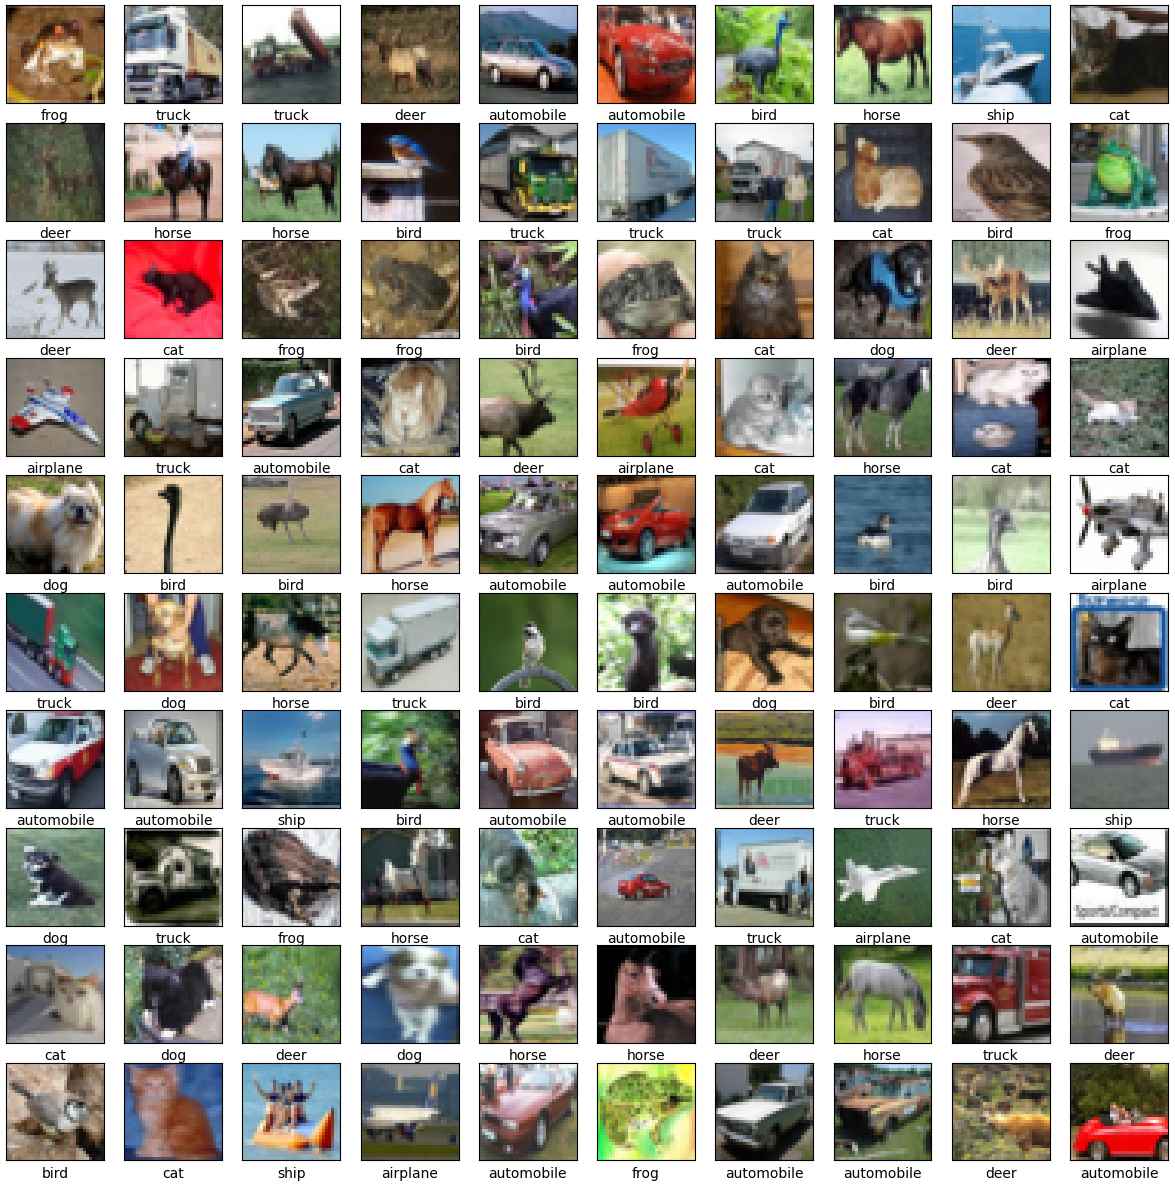 frog truck truck deer automobile automobile bird horse ship cat
deer horse horse bird truck truck truck cat bird frog
deer cat frog frog bird frog cat dog deer airplane
airplane truck automobile cat deer airplane cat horse cat cat
dog bird bird horse automobile automobile automobile bird bird airplane
truck dog horse truck bird bird dog bird deer cat
automobile automobile ship bird automobile automobile deer truck horse ship
Sports/Compact
dog truck frog horse cat automobile truck airplane cat automobile
cat dog deer dog horse horse deer horse truck deer
bird cat ship airplane automobile frog automobile automobile deer automobile